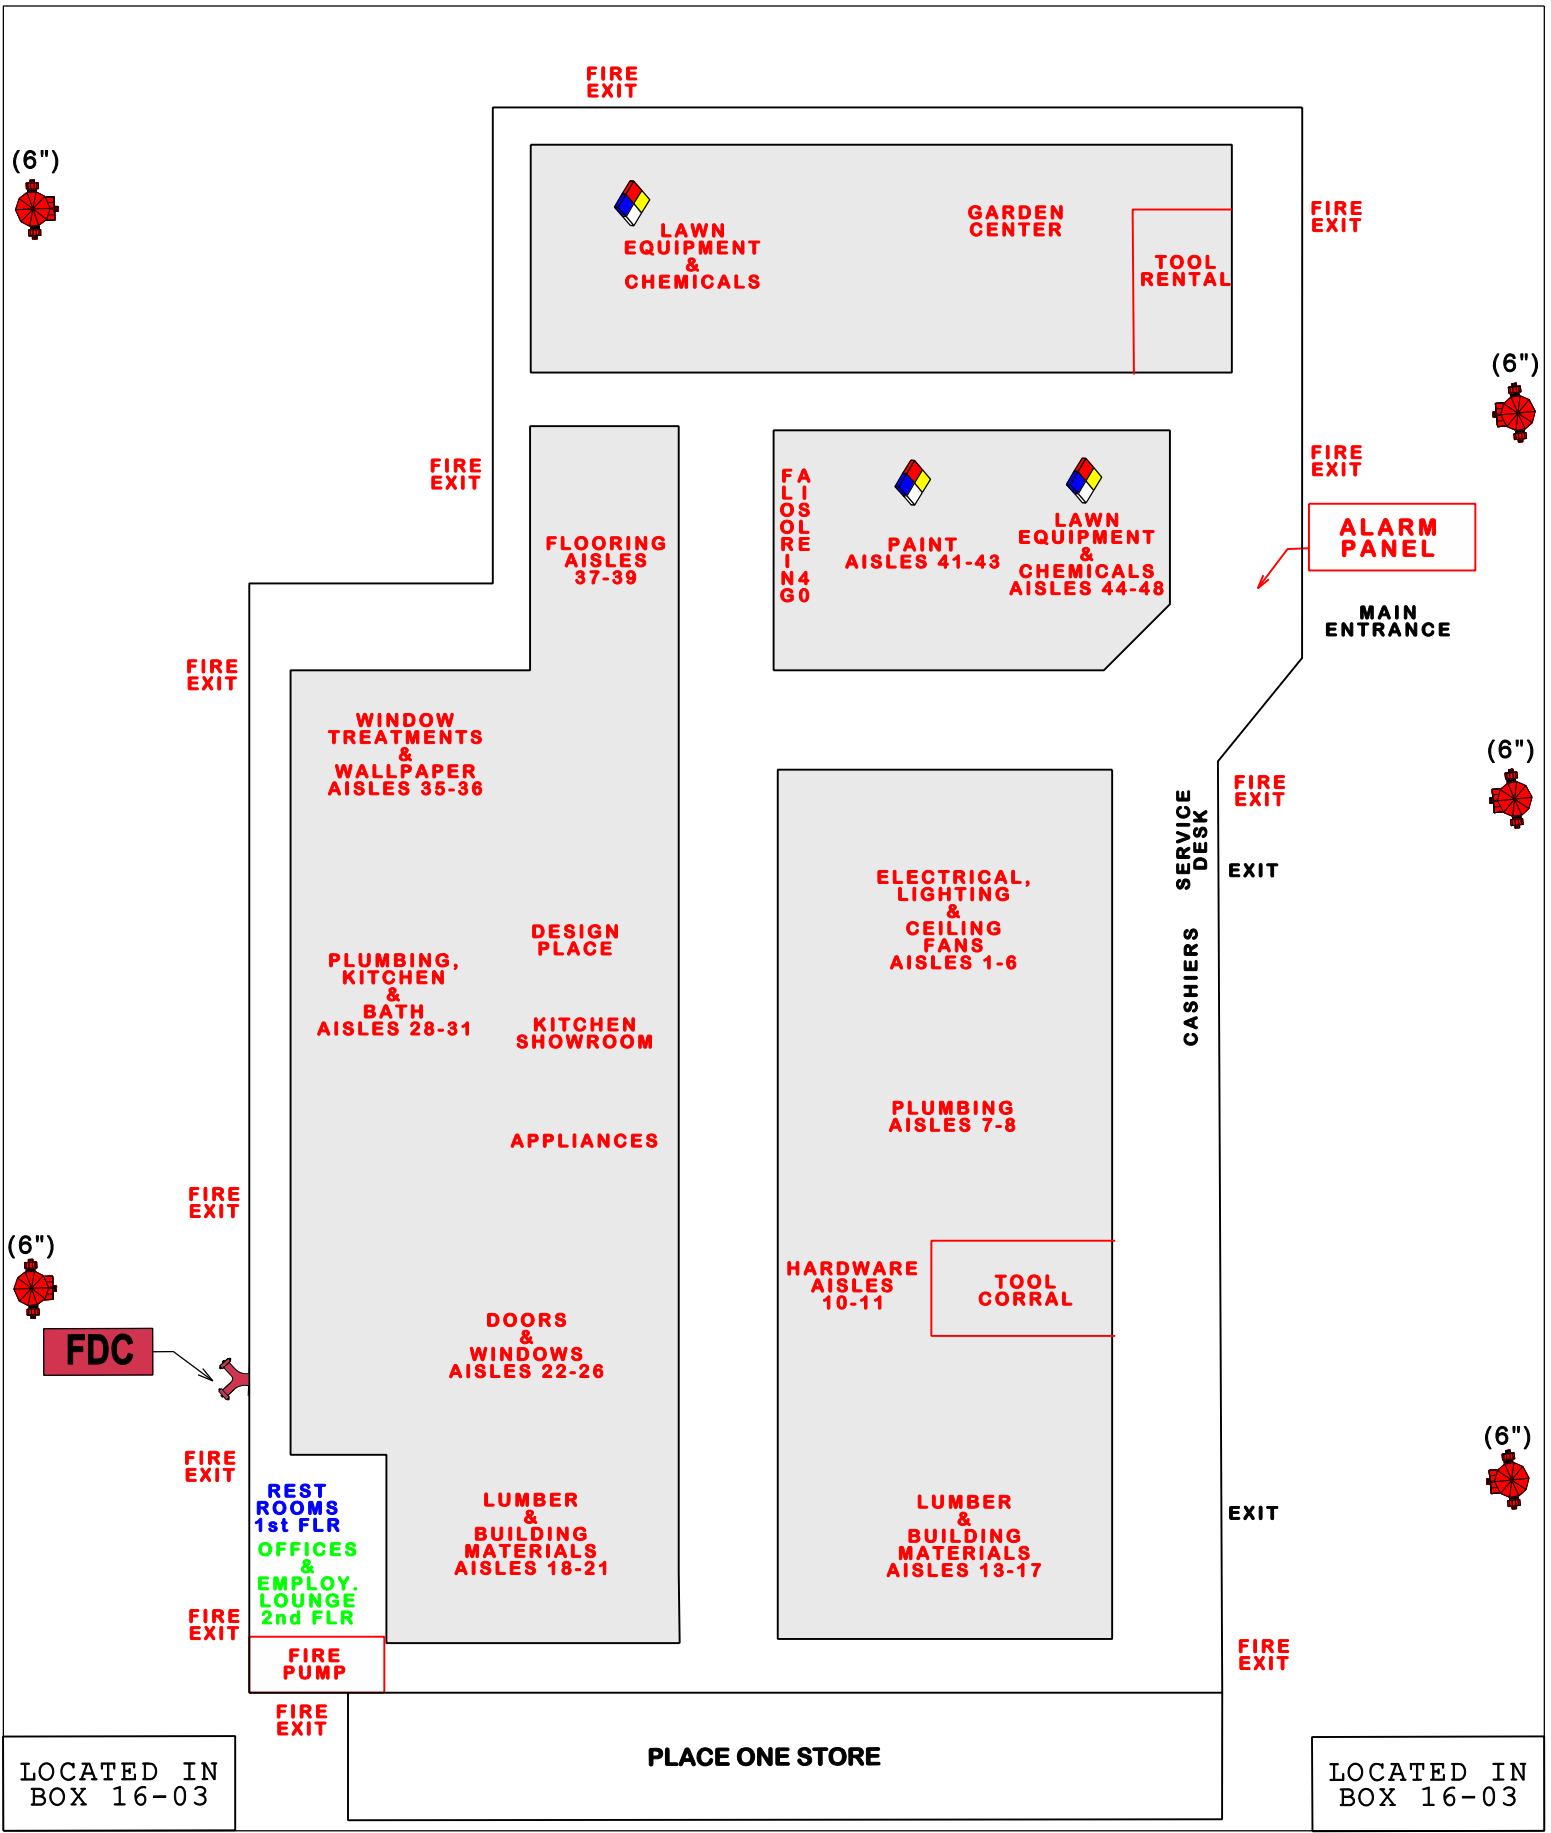 FIRE
EXIT
(6")
LAWN
EQUIPMENT
&
CHEMICALS
GARDEN
CENTER
TOOL
RENTAL
FIRE
EXIT
(6")
FIRE
EXIT
FLOORING
AISLES
37-39
FLOORING
AISLE 40
PAINT
AISLES 41-43
LAWN
EQUIPMENT
&
CHEMICALS
AISLES 44-48
FIRE
EXIT
ALARM
PANEL
MAIN
ENTRANCE
FIRE
EXIT
WINDOW
TREATMENTS
&
WALLPAPER
AISLES 35-36
FIRE
EXIT
(6")
SERVICE
DESK
EXIT
CASHIERS
ELECTRICAL,
LIGHTING
&
CEILING
FANS
AISLES 1-6
DESIGN
PLACE
PLUMBING,
KITCHEN
&
BATH
AISLES 28-31
KITCHEN
SHOWROOM
PLUMBING
AISLES 7-8
APPLIANCES
FIRE
EXIT
(6")
HARDWARE
AISLES
10-11
TOOL
CORRAL
FDC
DOORS
&
WINDOWS
AISLES 22-26
FIRE
EXIT
(6")
REST
ROOMS
1st FLR
OFFICES
&
EMPLOY.
LOUNGE
2nd FLR
LUMBER
&
BUILDING
MATERIALS
AISLES 18-21
LUMBER
&
BUILDING
MATERIALS
AISLES 13-17
EXIT
FIRE
EXIT
FIRE
PUMP
FIRE
EXIT
FIRE
EXIT
PLACE ONE STORE
LOCATED IN
BOX 16-03
LOCATED IN
BOX 16-03